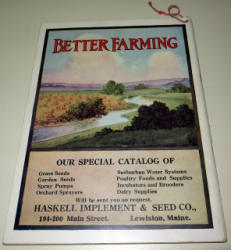 BETTER FARMING
OUR SPECIAL CATALOG OF
Grass Seeds
Garden Seeds
Spray Pumps
Orchard Sprayers
Suburban Water Systems
Poultry Foods and Supplies
Incubators and Brooders
Dairy Supplies
Will be sent you on request.
HASKELL IMPLEMENT & SEED CO.,
194-200 Main Street. Lewiston, Maine.